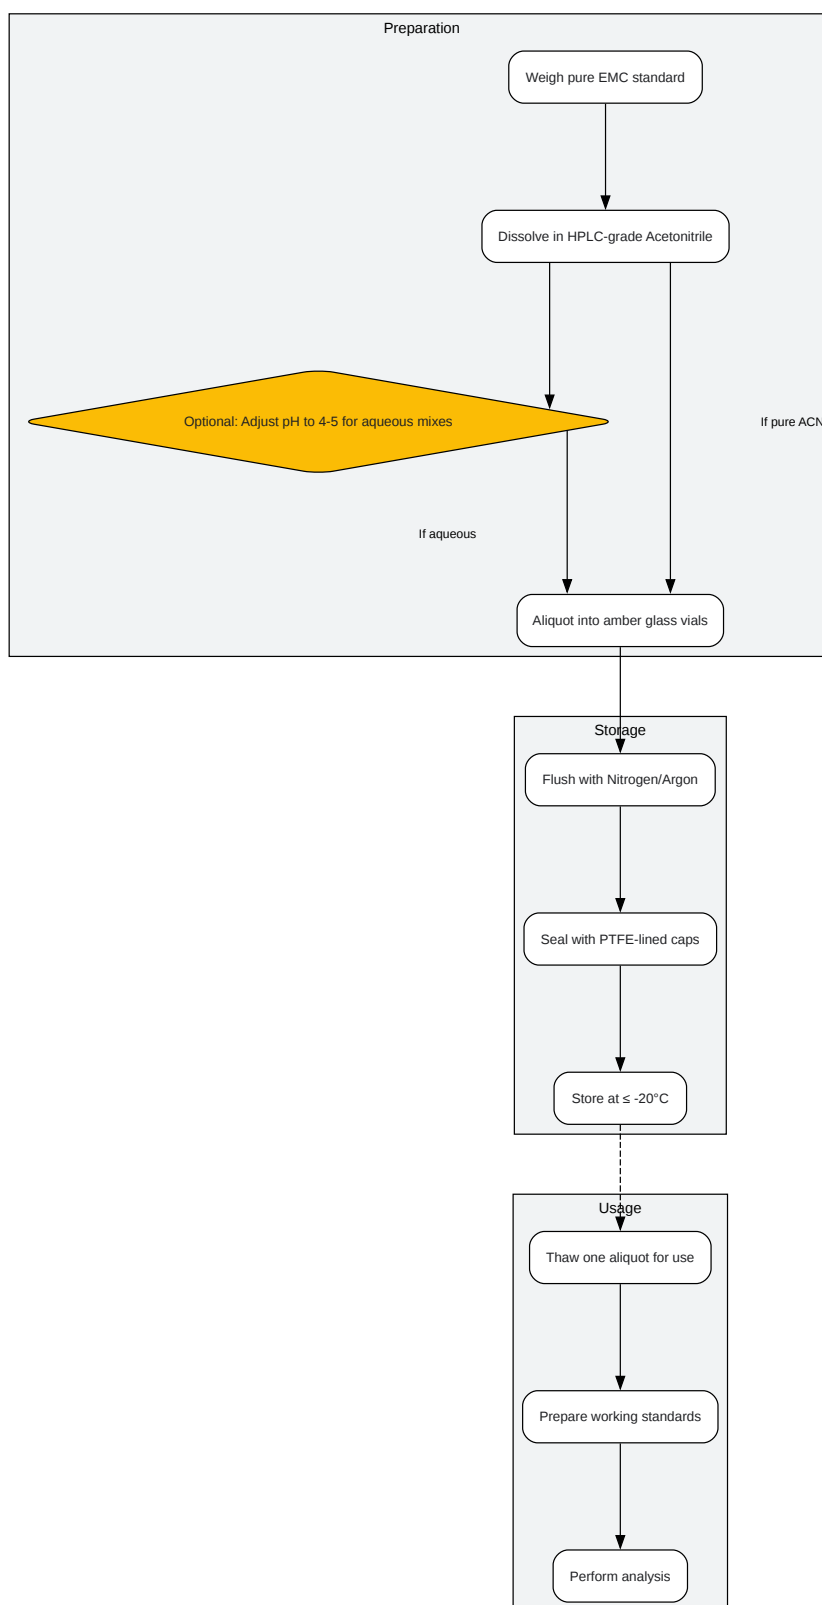 Preparation
Weigh pure EMC standard
Dissolve in HPLC-grade Acetonitrile
Optional: Adjust pH to 4-5 for aqueous mixes
If pure ACN
If aqueous
Aliquot into amber glass vials
Storage
Flush with Nitrogen/Argon
Seal with PTFE-lined caps
Store at ≤ -20°C
Usage
Thaw one aliquot for use
Prepare working standards
Perform analysis